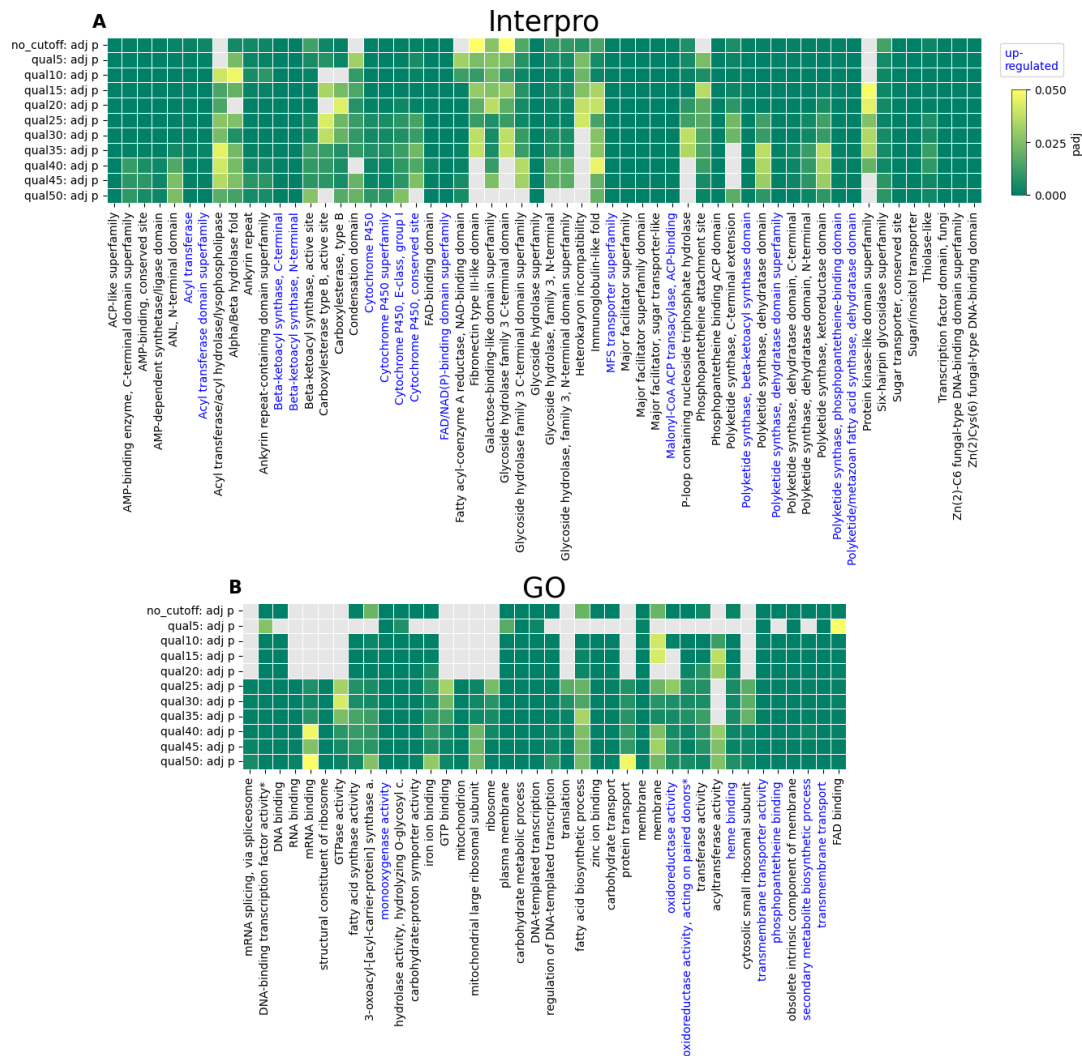 A
Interpro
no_cutoff: adj p
qual5: adj p
qual10: adj p
qual15: adj p
qual20: adj p
qual25: adj p
qual30: adj p
qual35: adj p
qual40: adj p
qual45: adj p
qual50: adj p
up-
regulated
0.050
0.025
0.000
padj
ACP-like superfamily
AMP-binding enzyme, C-terminal domain superfamily
AMP-binding, conserved site
AMP-dependent synthetase/ligase domain
ANL, N-terminal domain
Acyl transferase
Acyl transferase domain superfamily
Acyl transferase/acyl hydrolase/lysophospholipase
Alpha/Beta hydrolase fold
Ankyrin repeat
Ankyrin repeat-containing domain superfamily
Beta-ketoacyl synthase, C-terminal
Beta-ketoacyl synthase, N-terminal
Beta-ketoacyl synthase, active site
Carboxylesterase type B, active site
Carboxylesterase, type B
Condensation domain
Cytochrome P450
Cytochrome P450 superfamily
Cytochrome P450, E-class, group I
Cytochrome P450, conserved site
FAD-binding domain
FAD/NAD(P)-binding domain superfamily
Fatty acyl-coenzyme A reductase, NAD-binding domain
Fibronectin type III-like domain
Galactose-binding-like domain superfamily
Glycoside hydrolase family 3 C-terminal domain
Glycoside hydrolase family 3 C-terminal domain superfamily
Glycoside hydrolase superfamily
Glycoside hydrolase, family 3, N-terminal
Glycoside hydrolase, family 3, N-terminal domain superfamily
Heterokaryon incompatibility
Immunoglobulin-like fold
MFS transporter superfamily
Major facilitator superfamily
Major facilitator superfamily domain
Major facilitator, sugar transporter-like
Malonyl-CoA ACP transacylase, ACP-binding
P-loop containing nucleoside triphosphate hydrolase
Phosphopantetheine attachment site
Phosphopantetheine binding ACP domain
Polyketide synthase, C-terminal extension
Polyketide synthase, beta-ketoacyl synthase domain
Polyketide synthase, dehydratase domain
Polyketide synthase, dehydratase domain superfamily
Polyketide synthase, dehydratase domain, C-terminal
Polyketide synthase, dehydratase domain, N-terminal
Polyketide synthase, ketoreductase domain
Polyketide synthase, phosphopantetheine-binding domain
Polyketide/metazoan fatty acid synthase, dehydratase domain
Protein kinase-like domain superfamily
Six-hairpin glycosidase superfamily
Sugar transporter, conserved site
Sugar/inositol transporter
Thiolase-like
Transcription factor domain, fungi
Zn(2)-C6 fungal-type DNA-binding domain superfamily
Zn(2)Cys(6) fungal-type DNA-binding domain
B
GO
no_cutoff: adj p
qual5: adj p
qual10: adj p
qual15: adj p
qual20: adj p
qual25: adj p
qual30: adj p
qual35: adj p
qual40: adj p
qual45: adj p
qual50: adj p
mRNA splicing, via spliceosome
DNA-binding transcription factor activity*
DNA binding
RNA binding
mRNA binding
structural constituent of ribosome
GTPase activity
fatty acid synthase activity
3-oxoacyl-[acyl-carrier-protein] synthase a.
monooxygenase activity
hydrolase activity, hydrolyzing O-glycosyl c.
carbohydrate:proton symporter activity
iron ion binding
GTP binding
mitochondrion
mitochondrial large ribosomal subunit
ribosome
plasma membrane
carbohydrate metabolic process
DNA-templated transcription
regulation of DNA-templated transcription
translation
fatty acid biosynthetic process
zinc ion binding
carbohydrate transport
protein transport
membrane
membrane
oxidoreductase activity
oxidoreductase activity, acting on paired donors*
transferase activity
acyltransferase activity
heme binding
cytosolic small ribosomal subunit
transmembrane transporter activity
phosphopantetheine binding
obsolete intrinsic component of membrane
secondary metabolite biosynthetic process
transmembrane transport
FAD binding